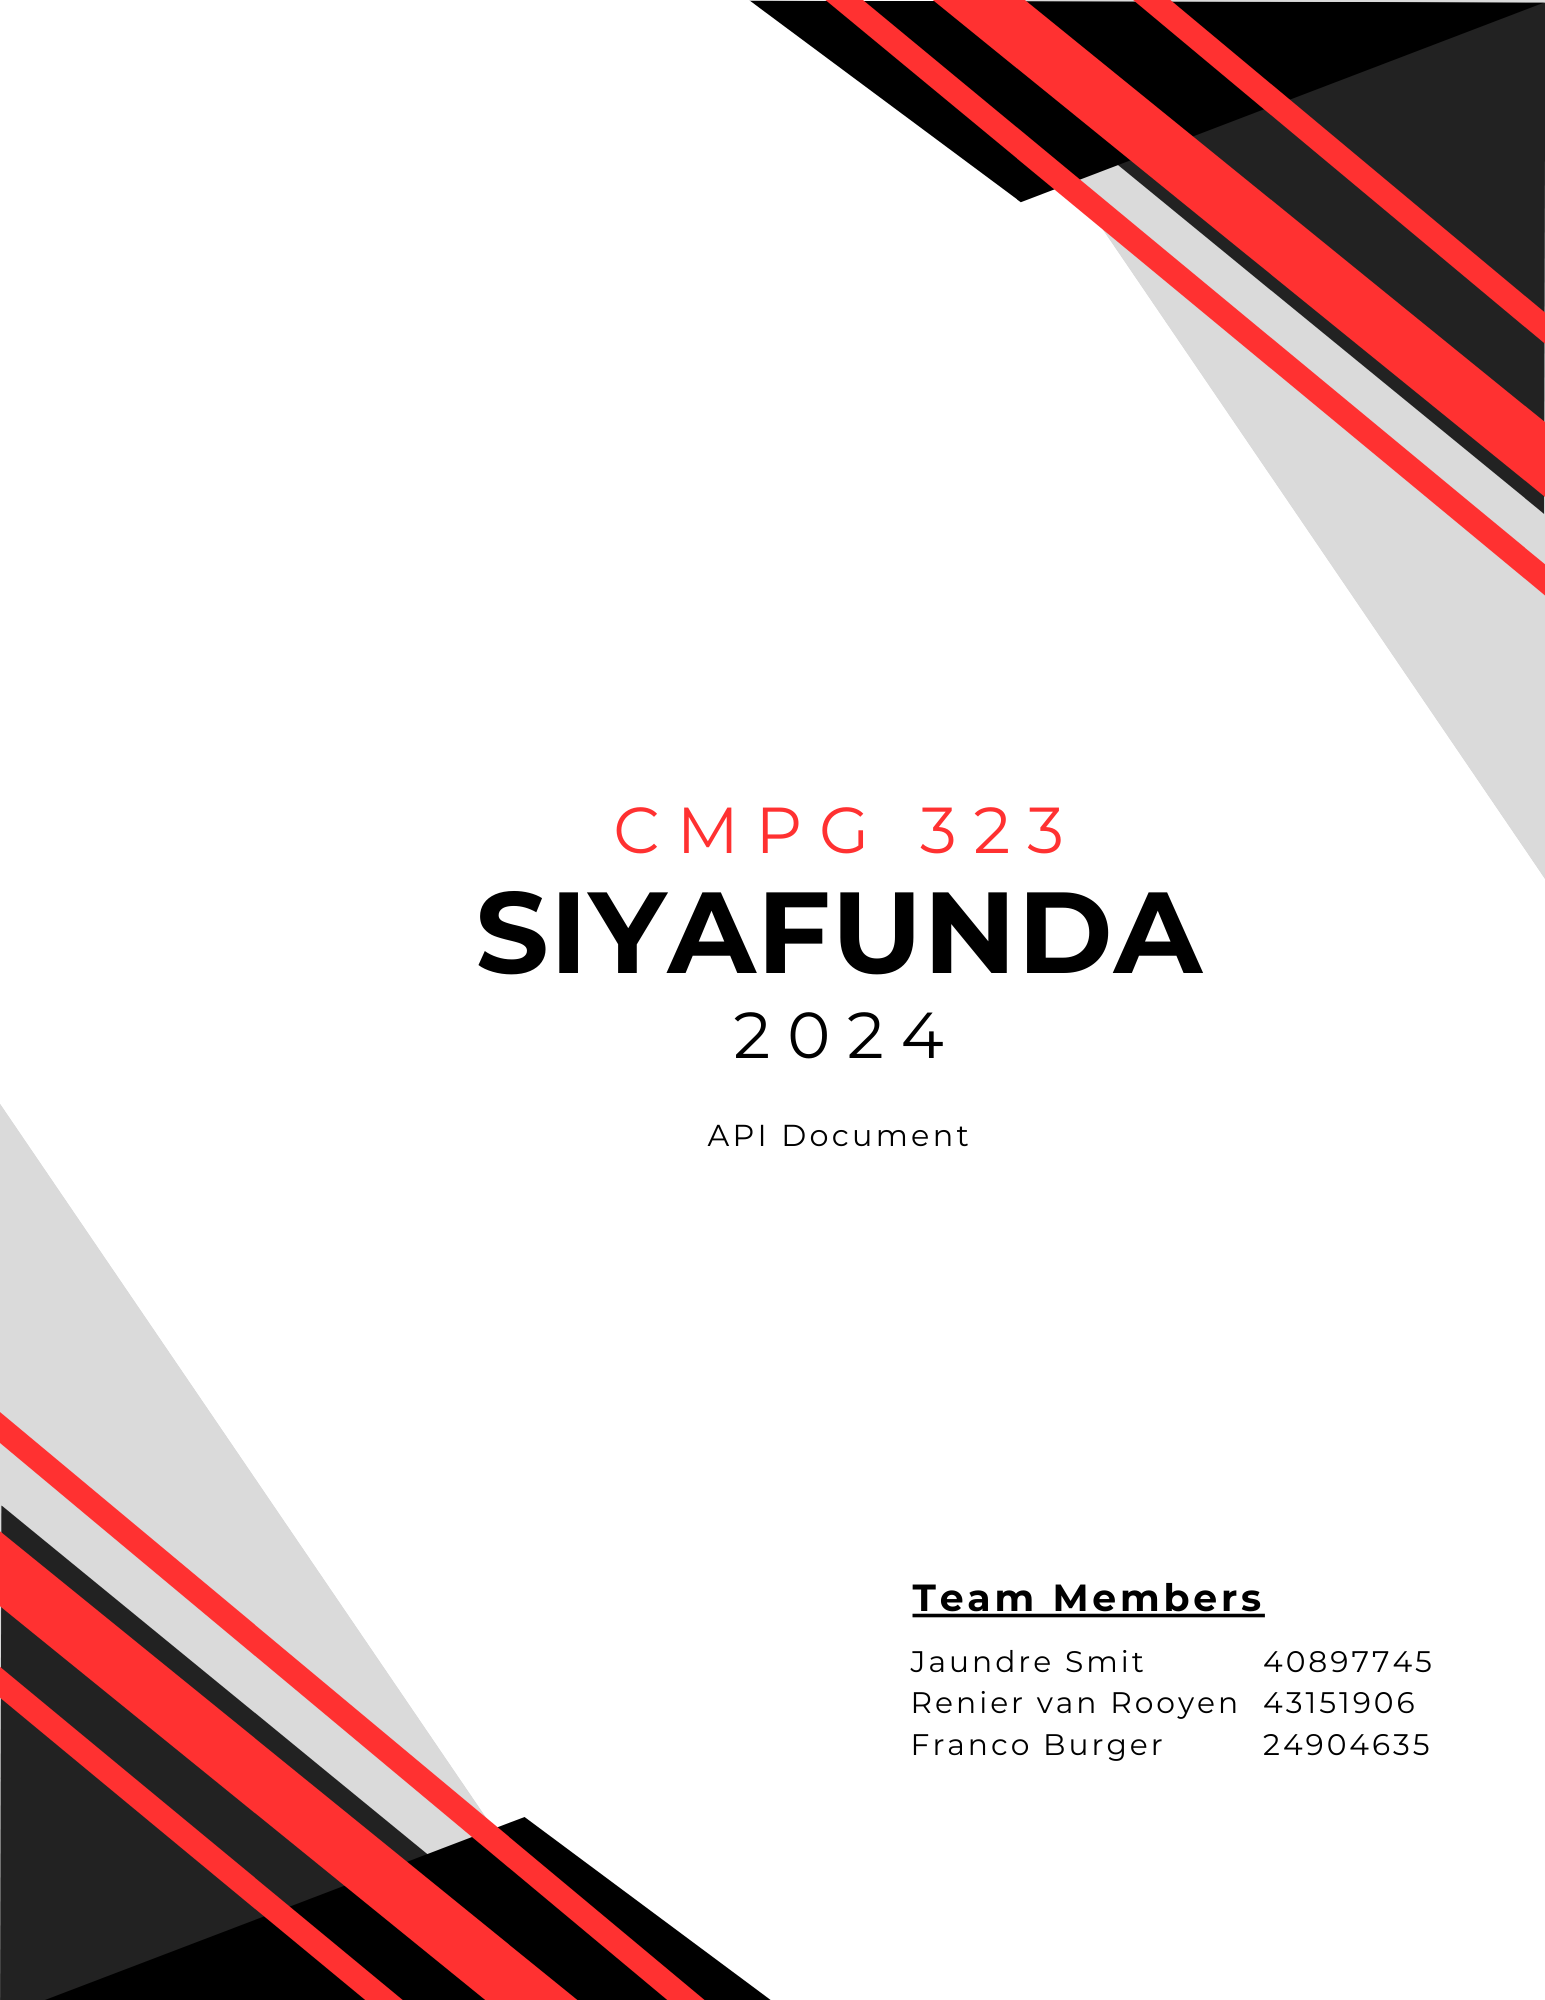 CMPG 323
SIYAFUNDA
2024
API Document
Team Members
Jaundre Smit 40897745
Renier van Rooyen 43151906
Franco Burger 24904635